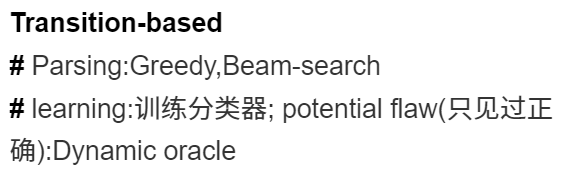 Transition-based
# Parsing:Greedy,Beam-search
# learning:训练分类器; potential flaw(只见过正
确):Dynamic oracle